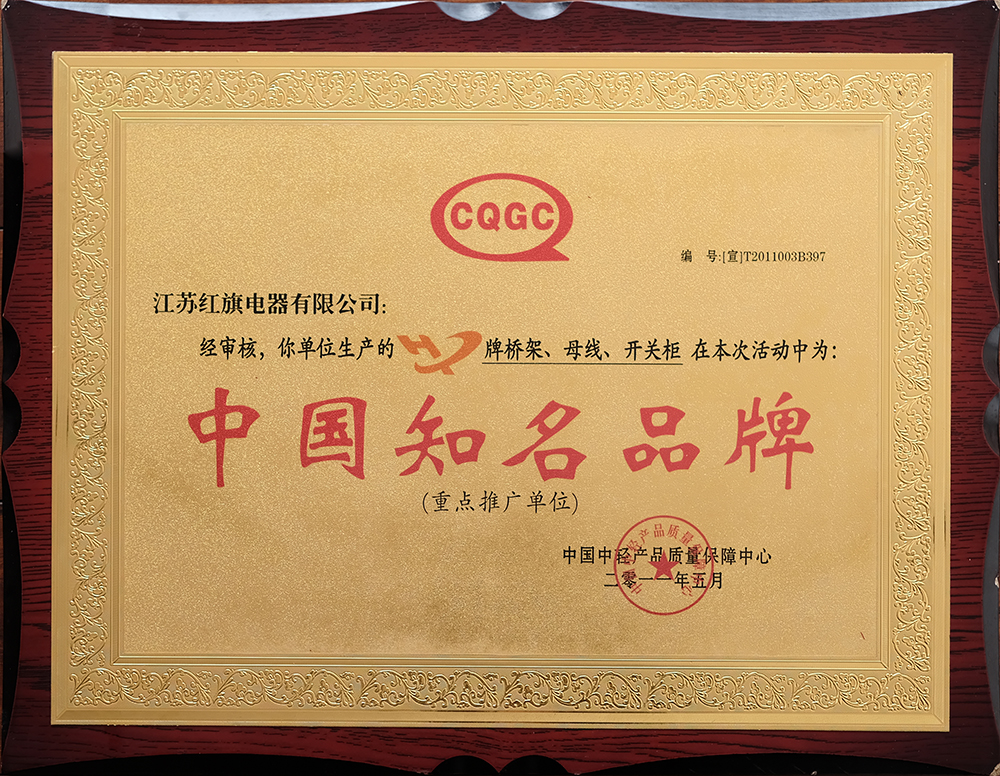 CQGC
编 号:[宣]T2011003B397
江苏红旗电器有限公司:
经审核,你单位生产的 牌桥架、母线、开关柜 在本次活动中为:
中国知名品牌
(重点推广单位)
中国中轻产品质量保障中心
二零一一年五月